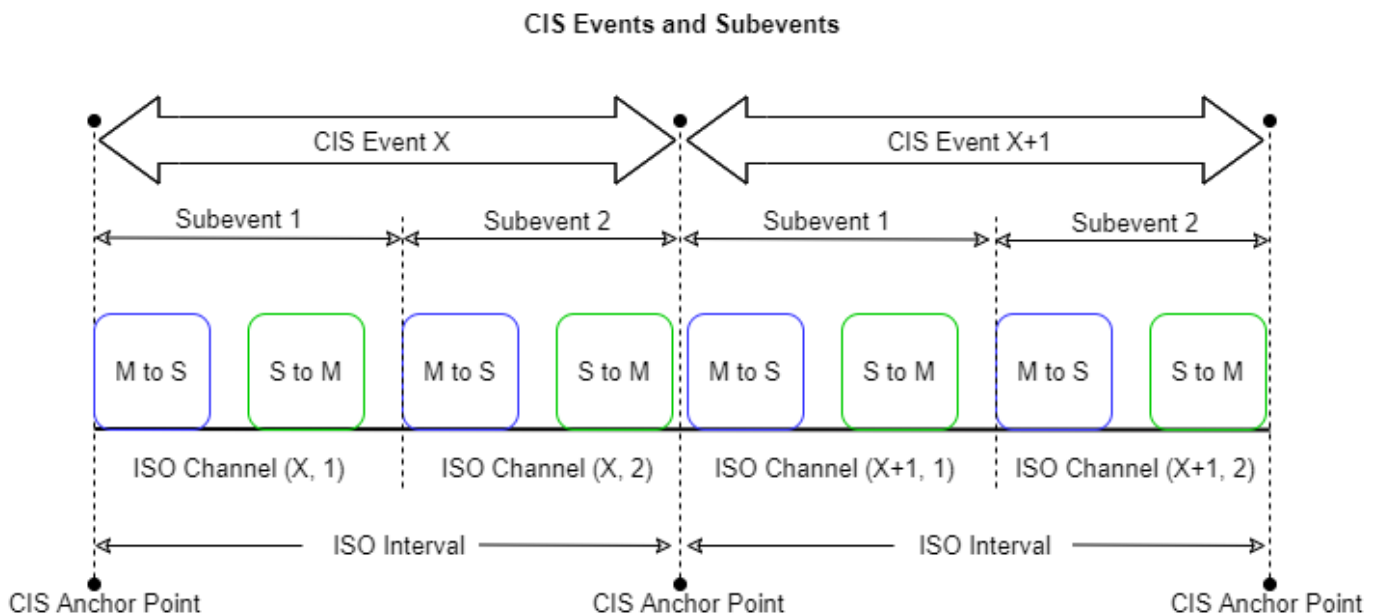 CIS Events and Subevents
CIS Event X
CIS Event X+1
Subevent 1
Subevent 2
Subevent 1
Subevent 2
M to S
S to M
M to S
S to M
M to S
S to M
M to S
S to M
ISO Channel (X, 1)
ISO Channel (X, 2)
ISO Channel (X+1, 1)
ISO Channel (X+1, 2)
ISO Interval
ISO Interval
CIS Anchor Point
CIS Anchor Point
CIS Anchor Point